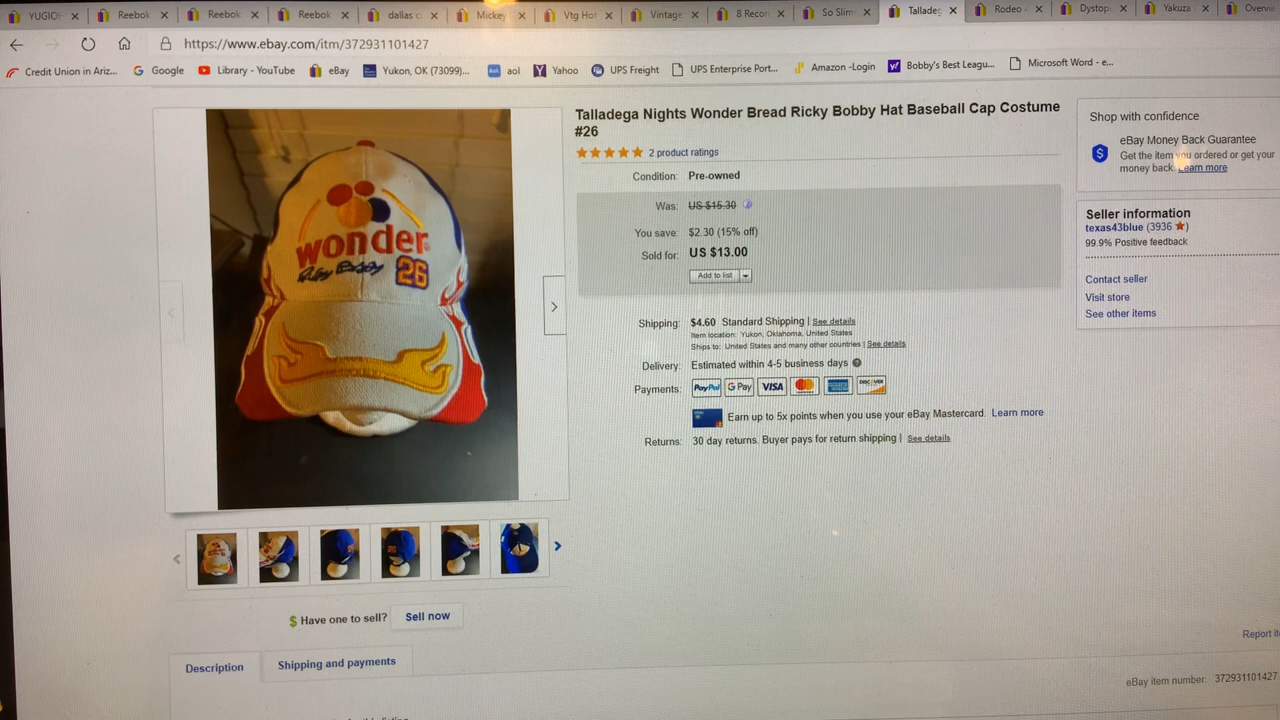 YUGIOH
Reebok
Reebok
Reebok
dallas c
Mickey
Vtg Hot
Vintage
8 Recor
So Slim
Talladeg
Rodeo
Dystop
Yakuza
https://www.ebay.com/itm/372931101427
Credit Union in Ariz...
Google
Library - YouTube
eBay
Yukon, OK (73099)...
aol
Yahoo
UPS Freight
UPS Enterprise Port...
Amazon -Login
Bobby's Best Leagu...
Microsoft Word - e...
wonder
Ricky Bobby 26
Talladega Nights Wonder Bread Ricky Bobby Hat Baseball Cap Costume
#26
2 product ratings
Condition: Pre-owned
Was: US $15.30
You save: $2.30 (15% off)
Sold for: US $13.00
Add to list
Shipping: $4.60 Standard Shipping | See details
Item location: Yukon, Oklahoma, United States
Ships to: United States and many other countries | See details
Delivery: Estimated within 4-5 business days
Payments: PayPal G Pay VISA DISCOVER
Earn up to 5x points when you use your eBay Mastercard. Learn more
Returns: 30 day returns. Buyer pays for return shipping | See details
Shop with confidence
eBay Money Back Guarantee
Get the item you ordered or get your
money back. Learn more
Seller information
texas43blue (3936)
99.9% Positive feedback
Contact seller
Visit store
See other items
$ Have one to sell? Sell now
Description
Shipping and payments
Report it
eBay item number: 372931101427